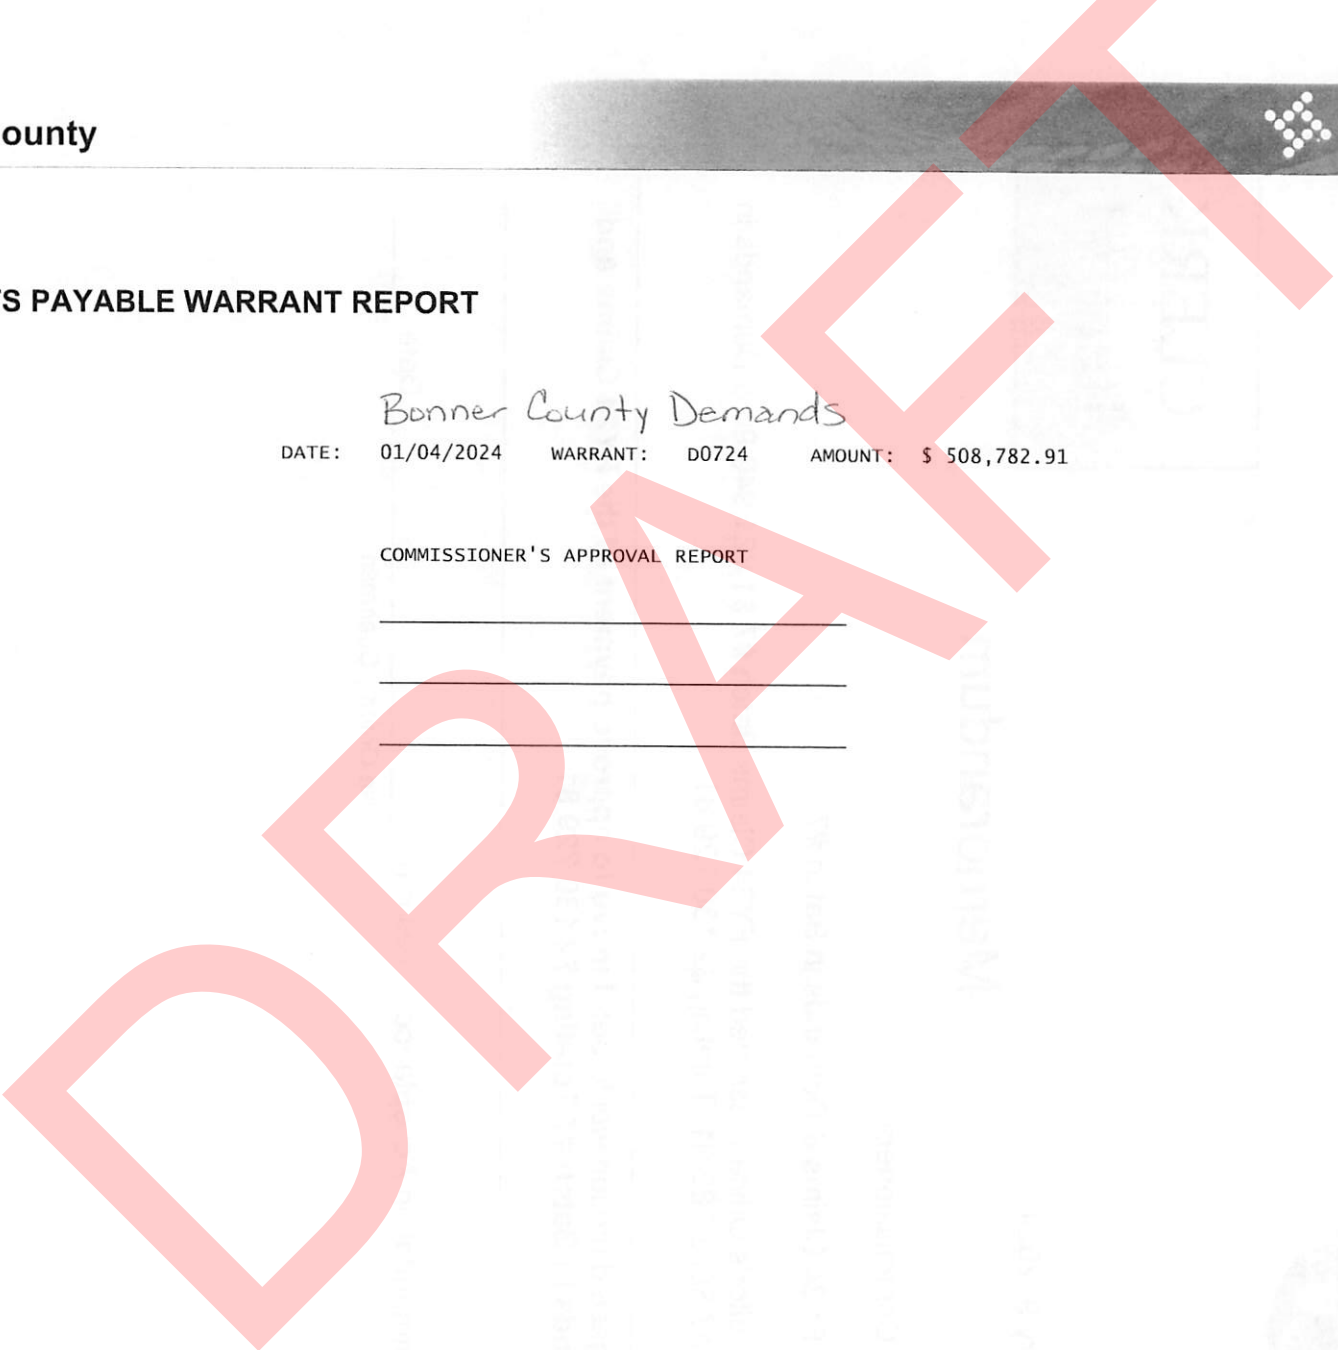 ounty
TS PAYABLE WARRANT REPORT
Bonner County Demands
DATE: 01/04/2024 WARRANT: D0724 AMOUNT: $ 508,782.91
COMMISSIONER'S APPROVAL REPORT
DRAFT